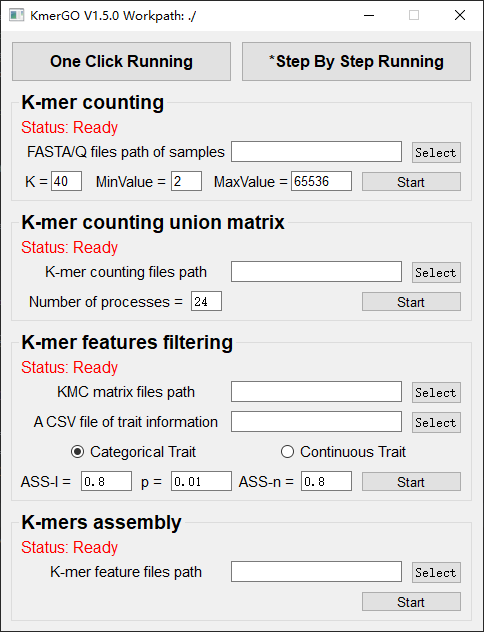 KmerGO V1.5.0 Workpath: ./
One Click Running *Step By Step Running
K-mer counting
Status: Ready
FASTA/Q files path of samples Select
K = 40 MinValue = 2 MaxValue = 65536 Start
K-mer counting union matrix
Status: Ready
K-mer counting files path Select
Number of processes = 24 Start
K-mer features filtering
Status: Ready
KMC matrix files path Select
A CSV file of trait information Select
Categorical Trait Continuous Trait
ASS-l = 0.8 p = 0.01 ASS-n = 0.8 Start
K-mers assembly
Status: Ready
K-mer feature files path Select
Start